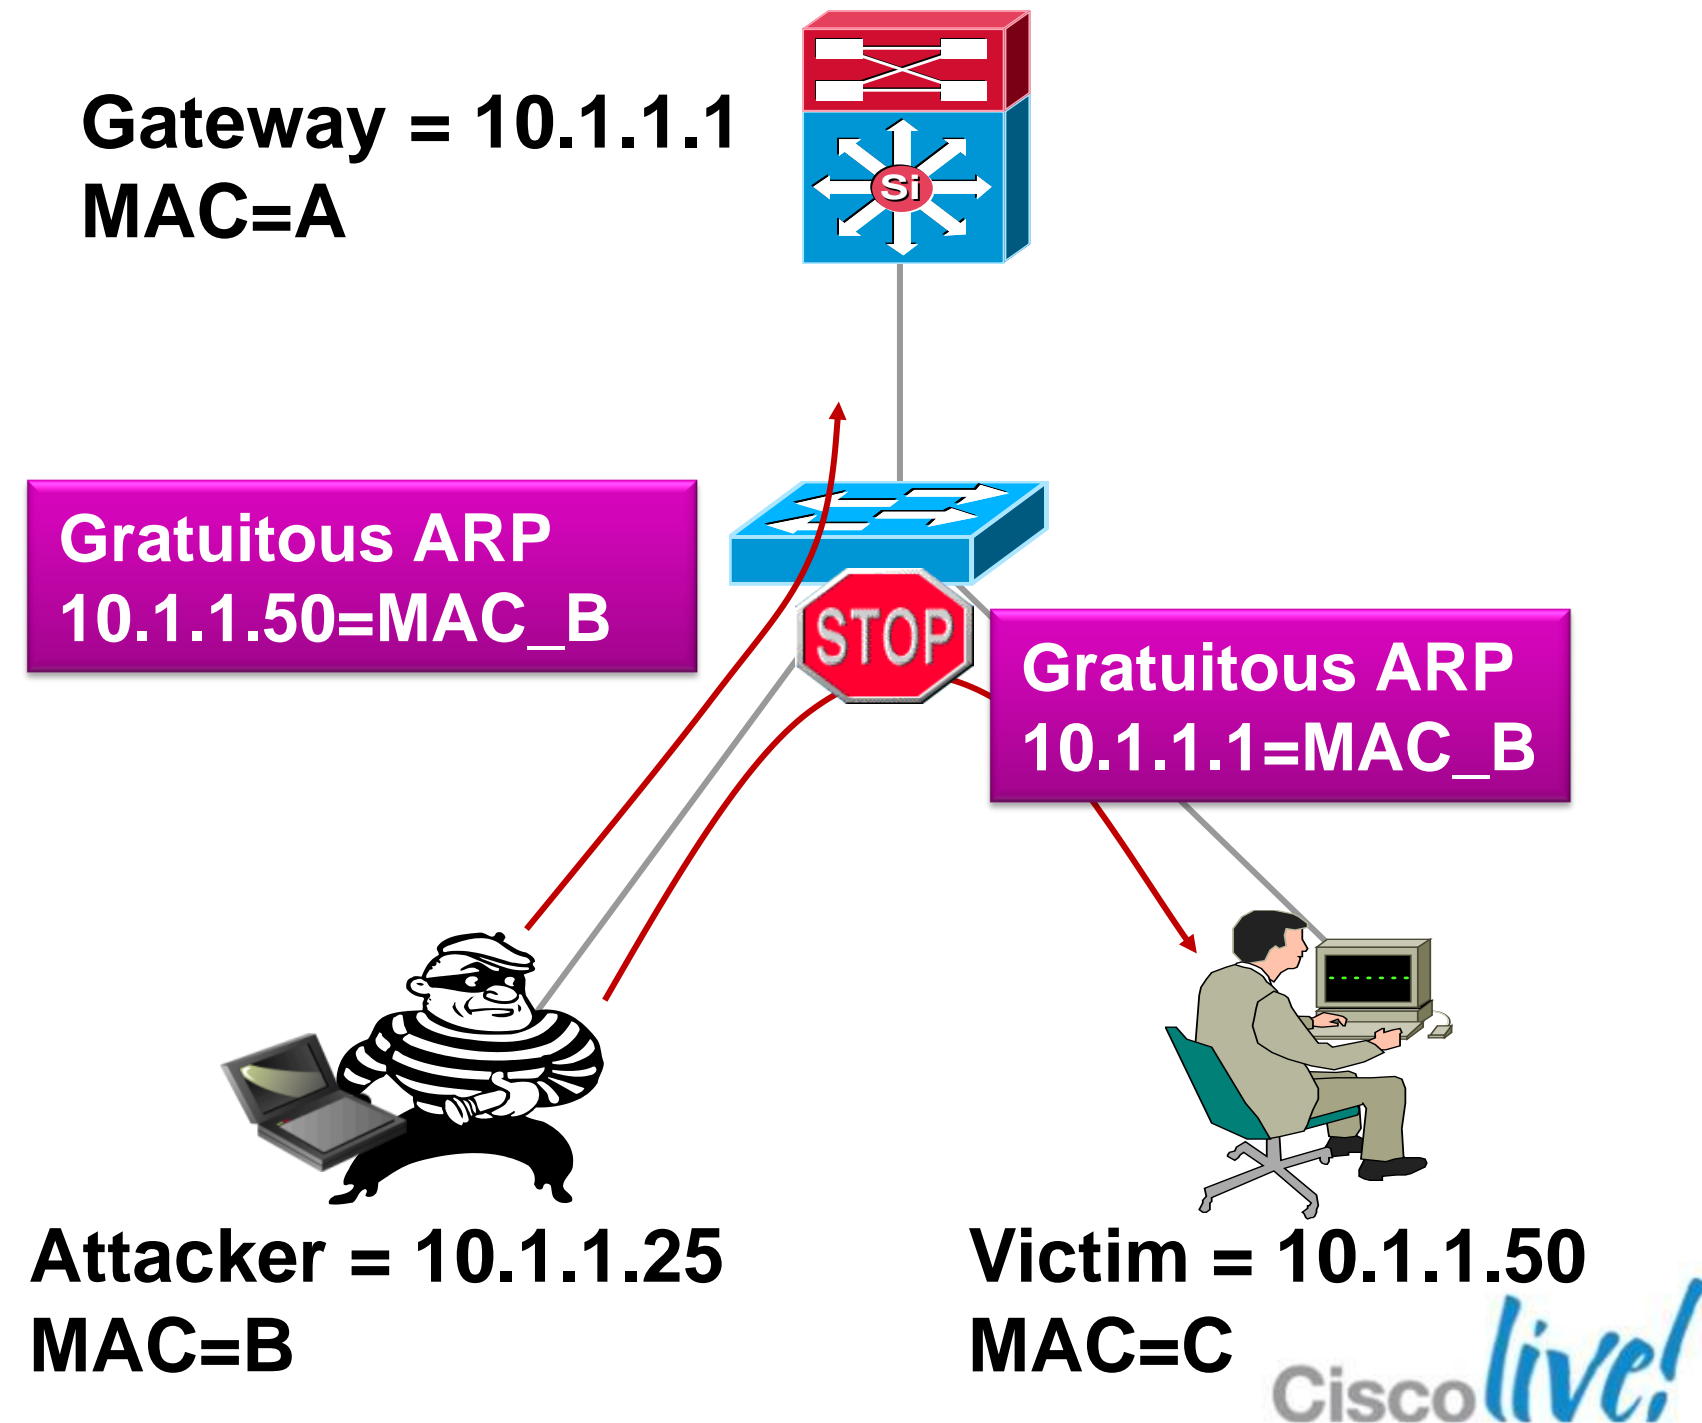 Gateway = 10.1.1.1
MAC=A
Si
Gratuitous ARP
10.1.1.50=MAC_B
STOP
Gratuitous ARP
10.1.1.1=MAC_B
Attacker = 10.1.1.25
MAC=B
Victim = 10.1.1.50
MAC=C
Cisco live!